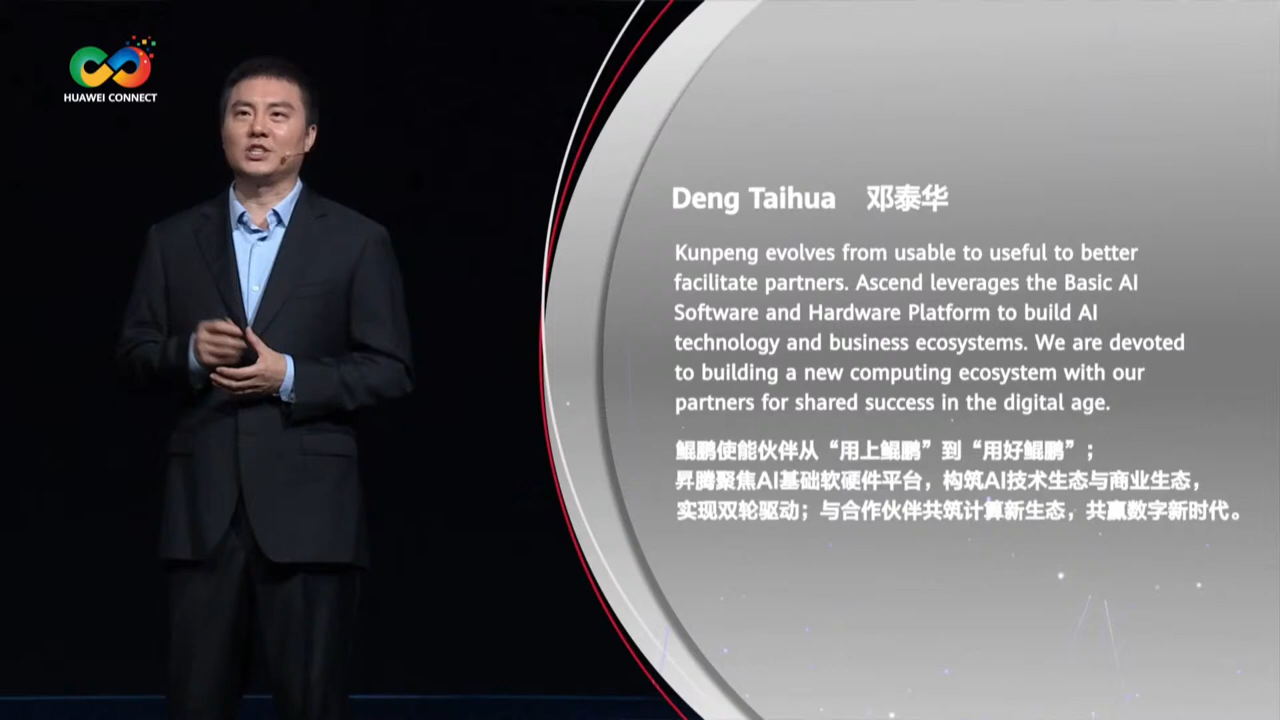 HUAWEI CONNECT
Deng Taihua 邓泰华
Kunpeng evolves from usable to useful to better
facilitate partners. Ascend leverages the Basic AI
Software and Hardware Platform to build AI
technology and business ecosystems. We are devoted
to building a new computing ecosystem with our
partners for shared success in the digital age.
鲲鹏使能伙伴从“用上鲲鹏”到“用好鲲鹏”；
昇腾聚焦AI基础软硬件平台，构筑AI技术生态与商业生态，
实现双轮驱动；与合作伙伴共筑计算新生态，共赢数字新时代。